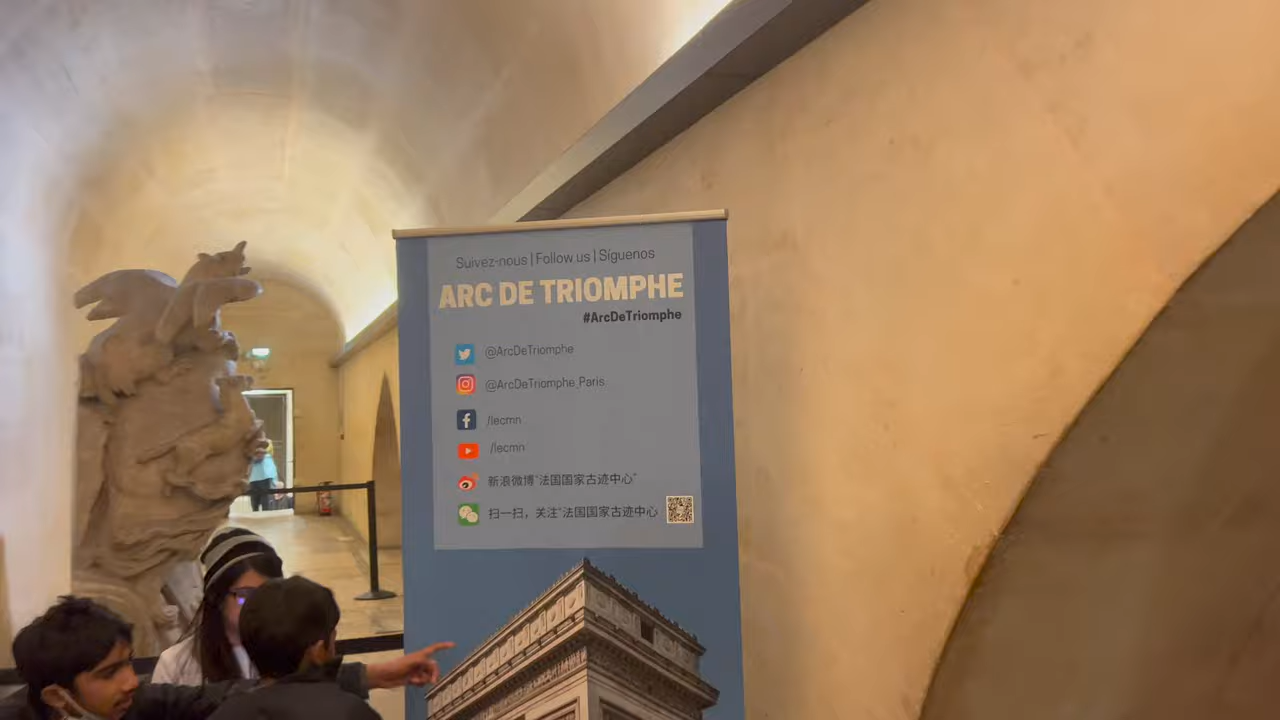 Suivez-nous | Follow us | Síguenos
ARC DE TRIOMPHE
#ArcDeTriomphe
@ArcDeTriomphe
@ArcDeTriomphe_Paris
/lecmn
/lecmn
新浪微博"法国国家古迹中心"
扫一扫，关注"法国国家古迹中心